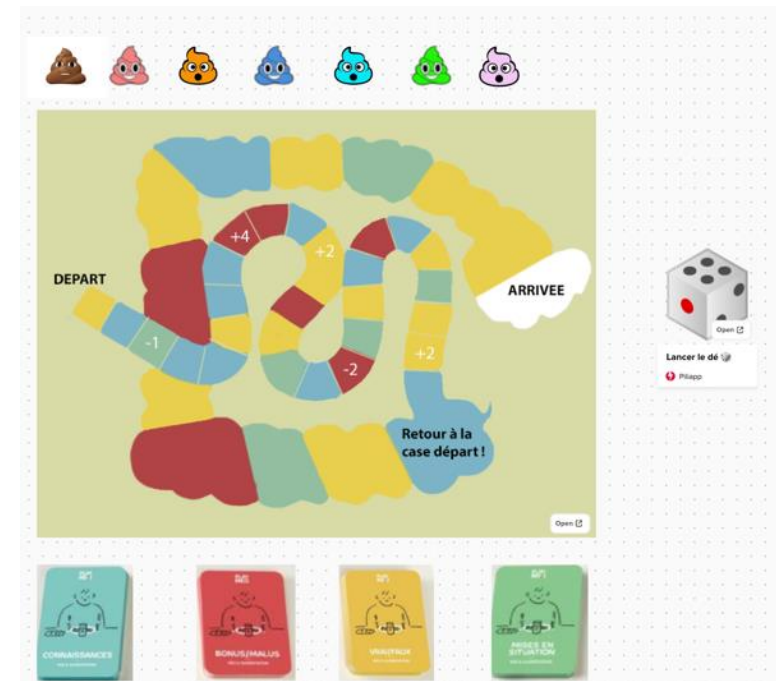 DEPART
+4
+2
ARRIVEE
-1
-2
+2
Retour à la
case départ !
Open
Lancer le dé
Piliapp
Open
CONNAISSANCES
BONUS/MALUS
VRAI/FAUX
MISES EN
SITUATION